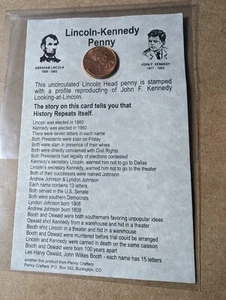 Lincoln-Kennedy
Penny
ABRAHAM LINCOLN
1809 - 1865
JOHN F. KENNEDY
1917 - 1963
This uncirculated Lincoln Head penny is stamped
with a profile reproducting of John F. Kennedy
Looking-at-Lincoln.
The story on this card tells you that
History Repeats Itself.
Lincoln was elected in 1860
Kennedy was elected in 1960
There were seven letters in each name
Both Presidents were slain on Friday
Both were slain in presence of their wives
Both were directly concerned with Civil Rights
Both Presidents had legality of elections contested
Kennedy's secretary Lincoln, warned him not to go to Dallas
Lincoln's secretary Kennedy, warned him not to go to the theater
Both of their successors were named Johnson
Andrew Johnson & Lyndon Johnson
Each name contains 13 letters
Both served in the U.S. Senate
Both were southern Democrats
Lyndon Johnson born 1908
Andrew Johnson born 1808
Booth and Oswald were both southerners favoring unpopular ideas
Oswald shot Kennedy from a warehouse and hid in a theater
Booth shot Lincoln in a theater and hid in a warehouse
Booth and Oswald were murdered before trial could be arranged
Lincoln and Kennedy were carried in death on the same caisson
Booth and Oswald were born 100 years apart
Lee Harvy Oswald, John Wilkes Booth - each name has 15 letters
another fine product from Penny Crafters
Penny Crafters, P.O. Box 162, Burlington, CO